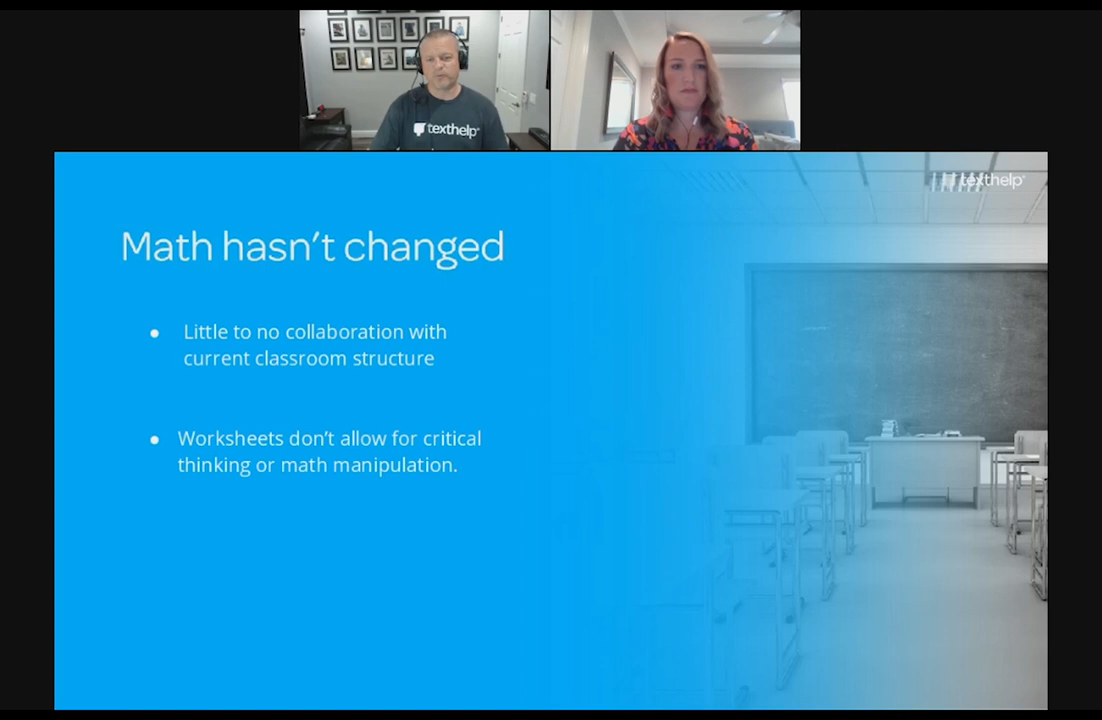 texthelp
texthelp
Math hasn't changed
Little to no collaboration with
current classroom structure
Worksheets don't allow for critical
thinking or math manipulation.